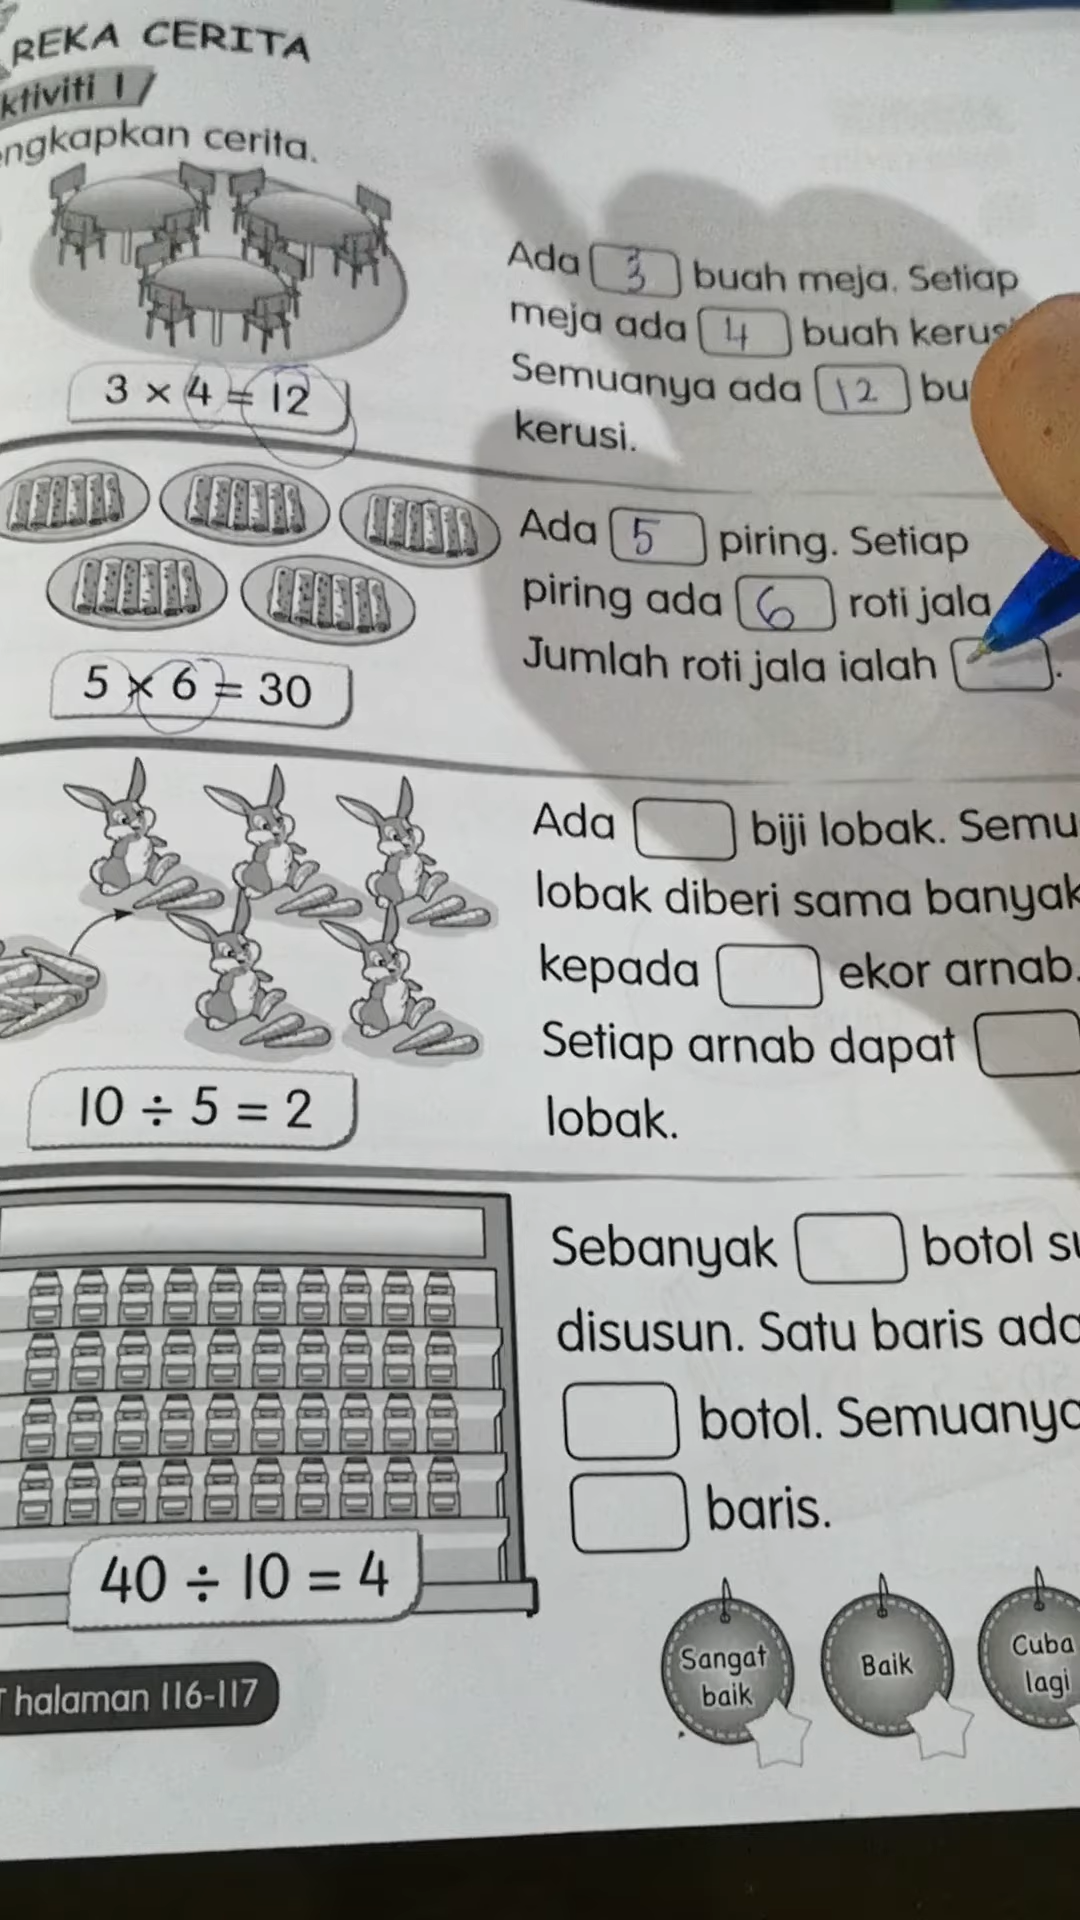 REKA CERITA
ktiviti 1
engkapkan cerita.
Ada 3 buah meja. Setiap
meja ada 4 buah kerus
Semuanya ada 12 bu
kerusi.
3 × 4 = 12
Ada 5 piring. Setiap
piring ada 6 roti jala
Jumlah roti jala ialah .
5 × 6 = 30
Ada biji lobak. Semu
lobak diberi sama banyak
kepada ekor arnab.
Setiap arnab dapat
lobak.
10 ÷ 5 = 2
Sebanyak botol su
disusun. Satu baris ada
botol. Semuanya
baris.
40 ÷ 10 = 4
Sangat
baik
Baik
Cuba
lagi
T halaman 116-117